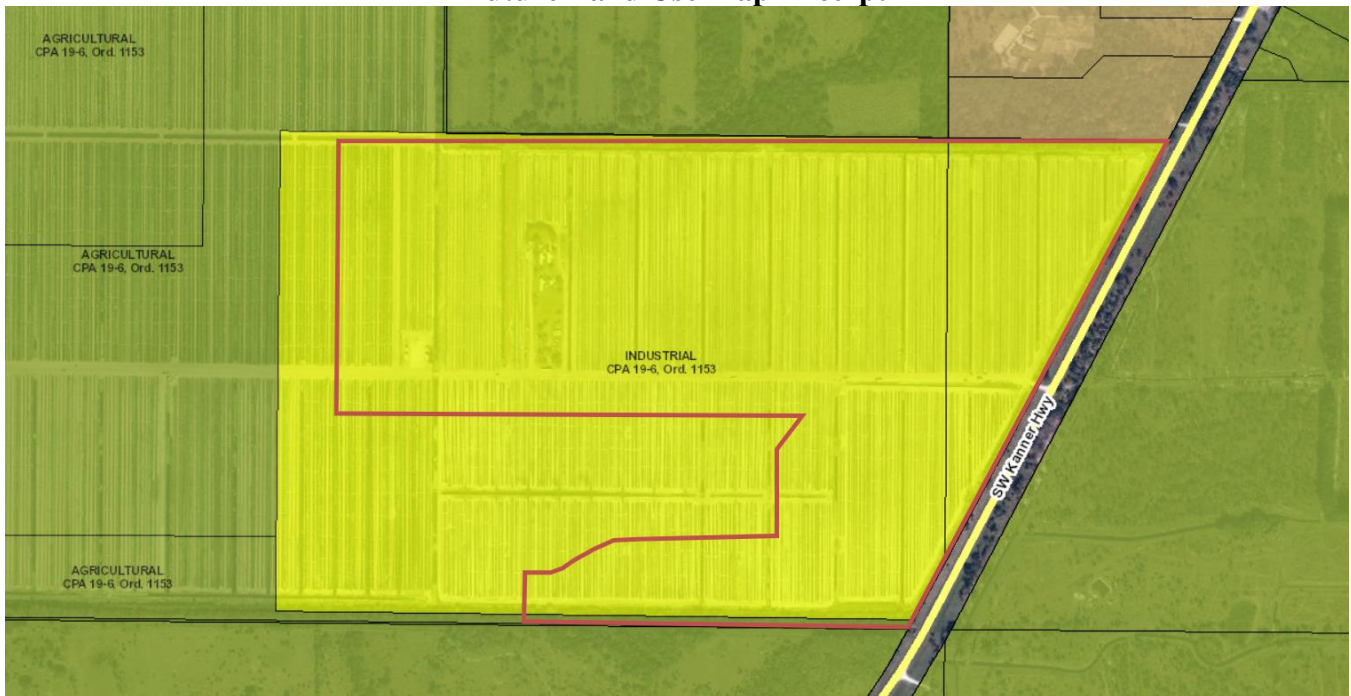 AGRICULTURAL
CPA 19-6, Ord. 1153
AGRICULTURAL
CPA 19-6, Ord. 1153
INDUSTRIAL
CPA 19-6, Ord. 1153
SW Kanner Hwy
AGRICULTURAL
CPA 19-6, Ord. 1153